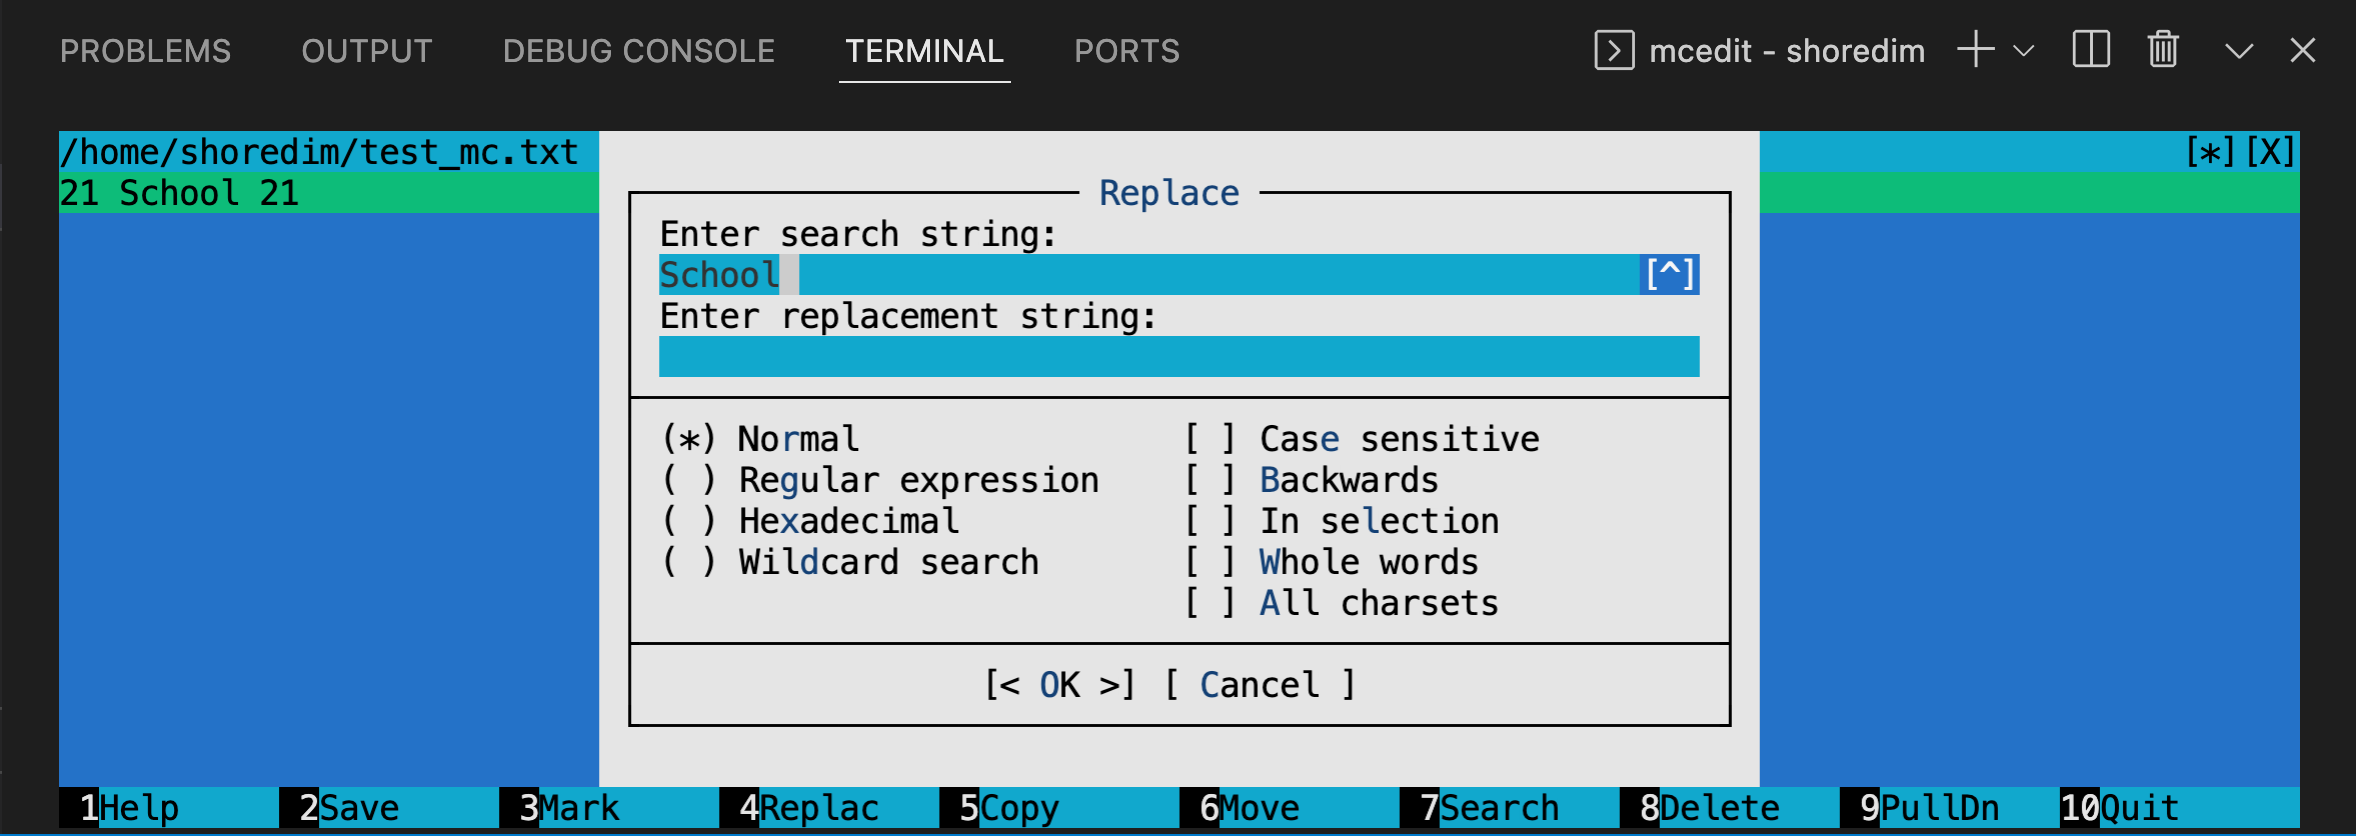 PROBLEMS OUTPUT DEBUG CONSOLE TERMINAL PORTS mcedit - shoredim
/home/shoredim/test_mc.txt [*][X]
21 School 21
Replace
Enter search string:
School [^]
Enter replacement string:
(*) Normal [ ] Case sensitive
( ) Regular expression [ ] Backwards
( ) Hexadecimal [ ] In selection
( ) Wildcard search [ ] Whole words
[ ] All charsets
[< OK >] [ Cancel ]
1Help 2Save 3Mark 4Replac 5Copy 6Move 7Search 8Delete 9PullDn 10Quit